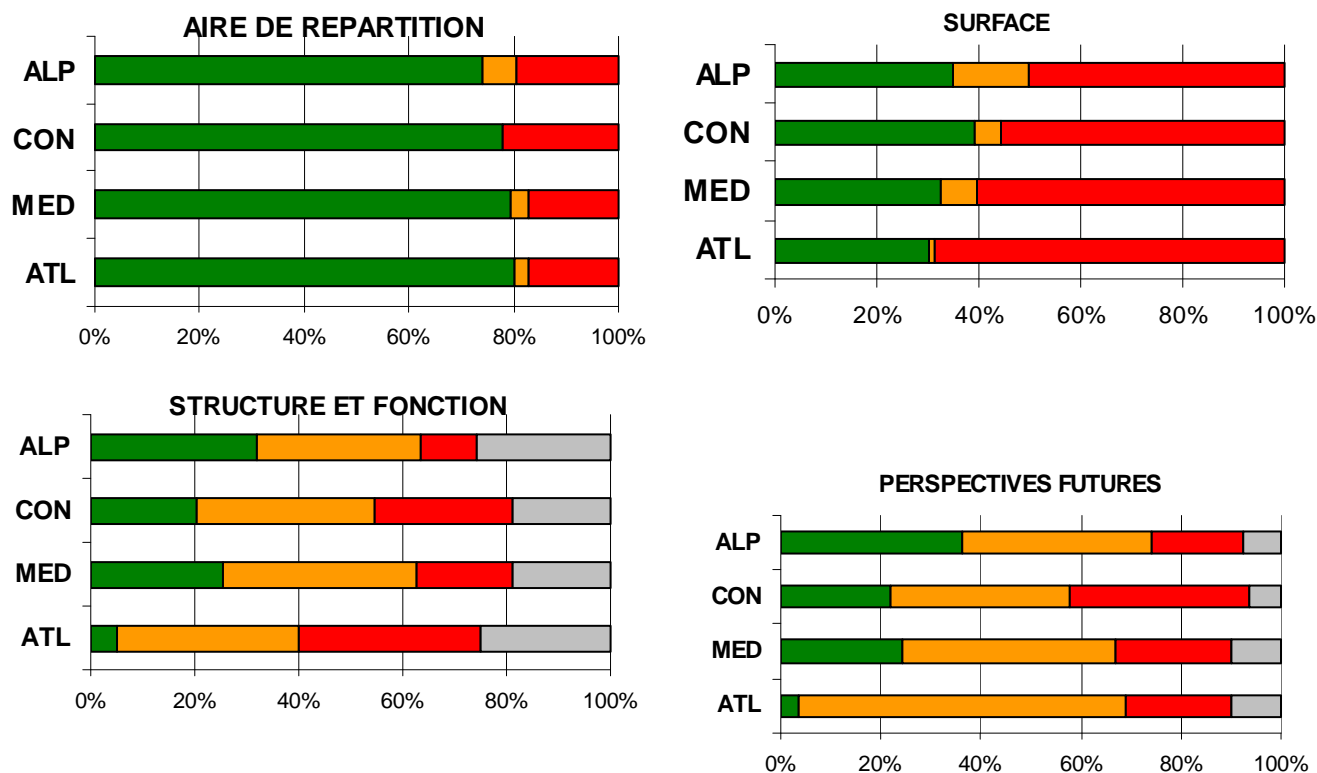 AIRE DE REPARTITION
ALP
CON
MED
ATL
0% 20% 40% 60% 80% 100%
SURFACE
ALP
CON
MED
ATL
0% 20% 40% 60% 80% 100%
STRUCTURE ET FONCTION
ALP
CON
MED
ATL
0% 20% 40% 60% 80% 100%
PERSPECTIVES FUTURES
ALP
CON
MED
ATL
0% 20% 40% 60% 80% 100%